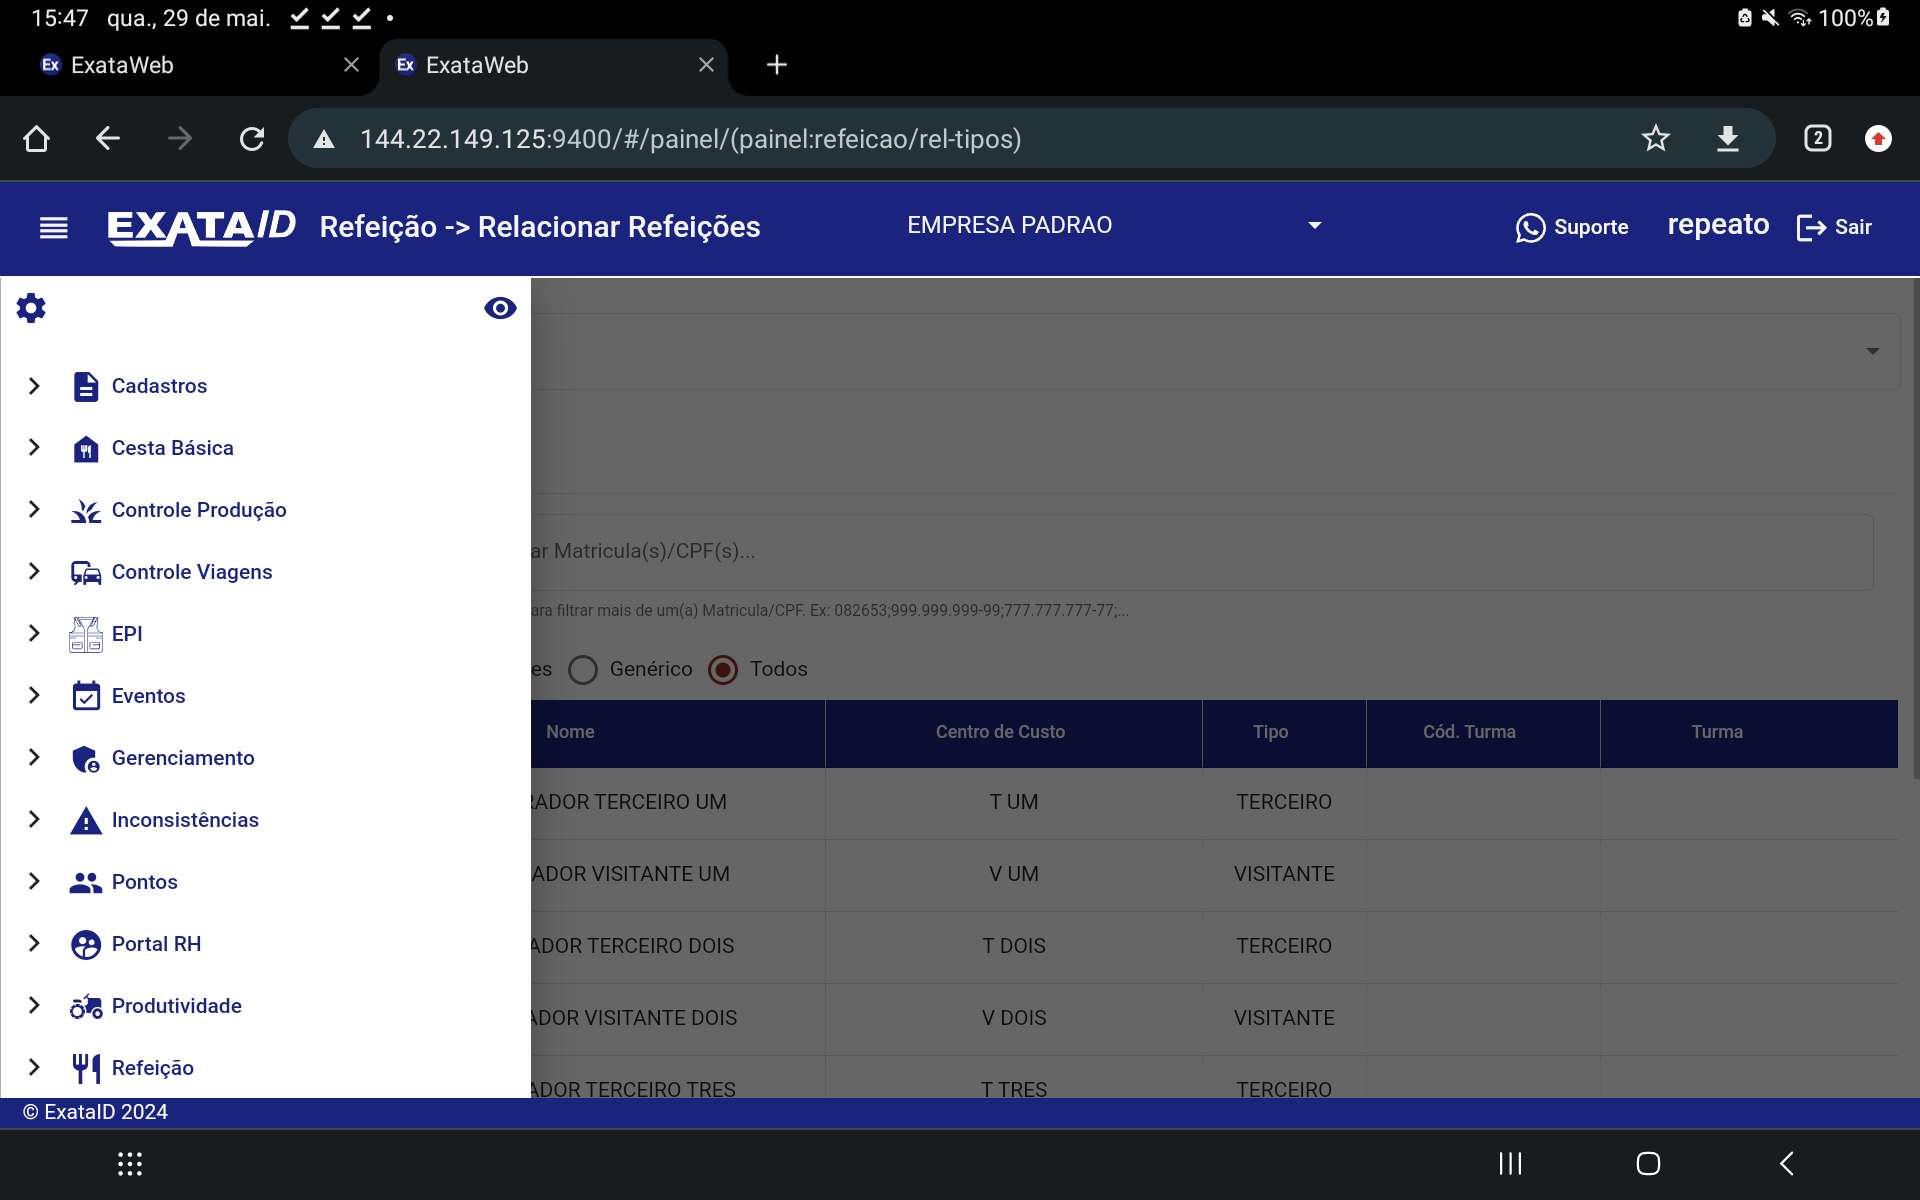 15:47 qua., 29 de mai. 100%
Ex ExataWeb Ex ExataWeb
144.22.149.125:9400/#/painel/(painel:refeicao/rel-tipos) 2
EXATAID Refeição -> Relacionar Refeições EMPRESA PADRAO Suporte repeato Sair
Cadastros
Cesta Básica
Controle Produção
Controle Viagens
EPI
Eventos
Gerenciamento
Inconsistências
Pontos
Portal RH
Produtividade
Refeição
ar Matricula(s)/CPF(s)...
ara filtrar mais de um(a) Matricula/CPF. Ex: 082653;999.999.999-99;777.777.777-77;...
es Genérico Todos
Nome Centro de Custo Tipo Cód. Turma Turma
RADOR TERCEIRO UM T UM TERCEIRO
ADOR VISITANTE UM V UM VISITANTE
ADOR TERCEIRO DOIS T DOIS TERCEIRO
ADOR VISITANTE DOIS V DOIS VISITANTE
ADOR TERCEIRO TRES T TRES TERCEIRO
© ExataID 2024